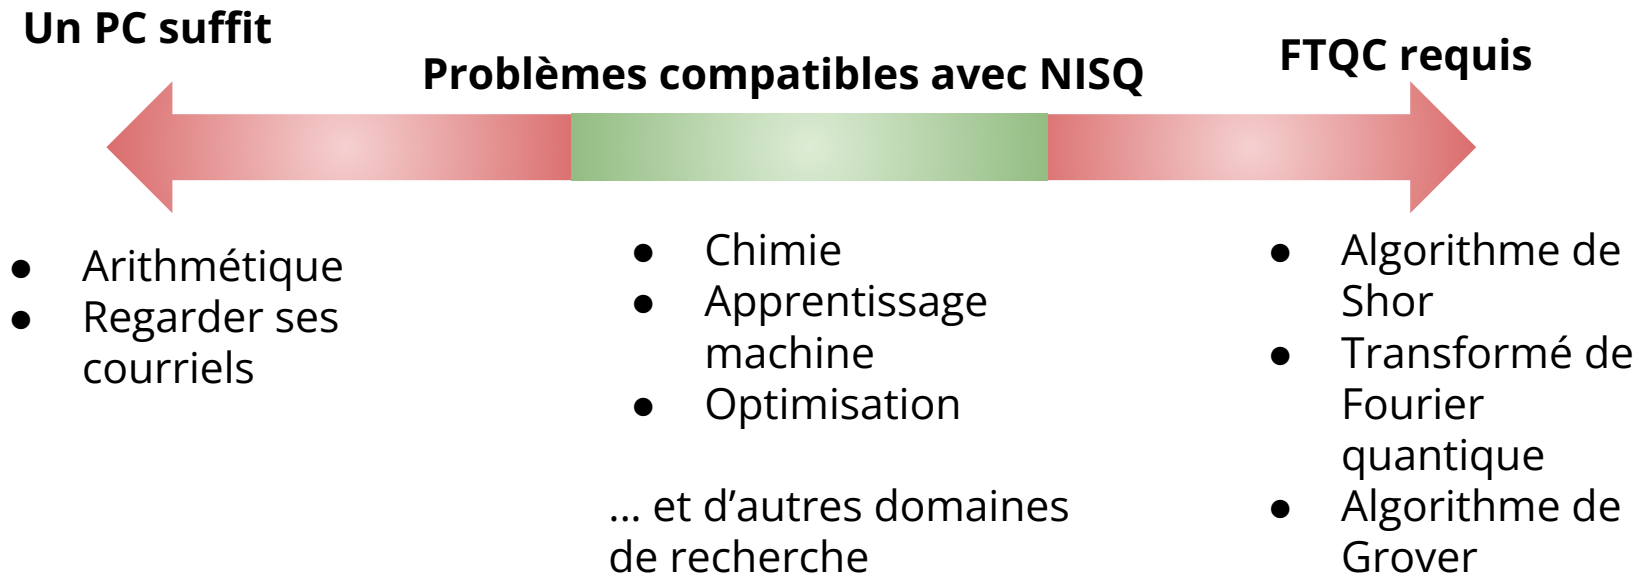 Un PC suffit
Problèmes compatibles avec NISQ
FTQC requis
● Arithmétique
● Regarder ses
courriels
● Chimie
● Apprentissage
machine
● Optimisation
... et d’autres domaines
de recherche
● Algorithme de
Shor
● Transformé de
Fourier
quantique
● Algorithme de
Grover